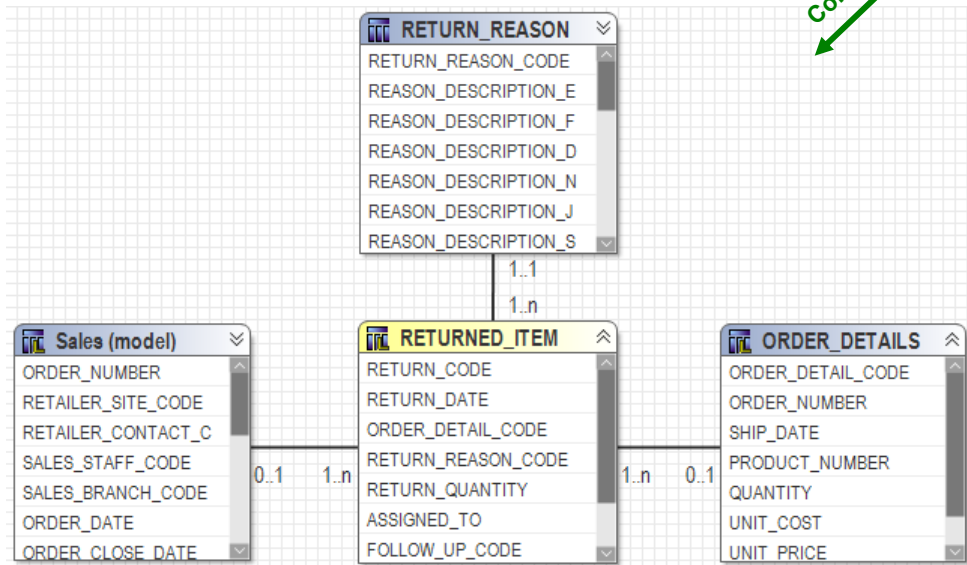 RETURN_REASON
RETURN_REASON_CODE
REASON_DESCRIPTION_E
REASON_DESCRIPTION_F
REASON_DESCRIPTION_D
REASON_DESCRIPTION_N
REASON_DESCRIPTION_J
REASON_DESCRIPTION_S
1..1
1..n
Sales (model)
ORDER_NUMBER
RETAILER_SITE_CODE
RETAILER_CONTACT_C
SALES_STAFF_CODE
SALES_BRANCH_CODE
ORDER_DATE
ORDER_CLOSE_DATE
0..1
1..n
RETURNED_ITEM
RETURN_CODE
RETURN_DATE
ORDER_DETAIL_CODE
RETURN_REASON_CODE
RETURN_QUANTITY
ASSIGNED_TO
FOLLOW_UP_CODE
1..n
0..1
ORDER_DETAILS
ORDER_DETAIL_CODE
ORDER_NUMBER
SHIP_DATE
PRODUCT_NUMBER
QUANTITY
UNIT_COST
UNIT_PRICE